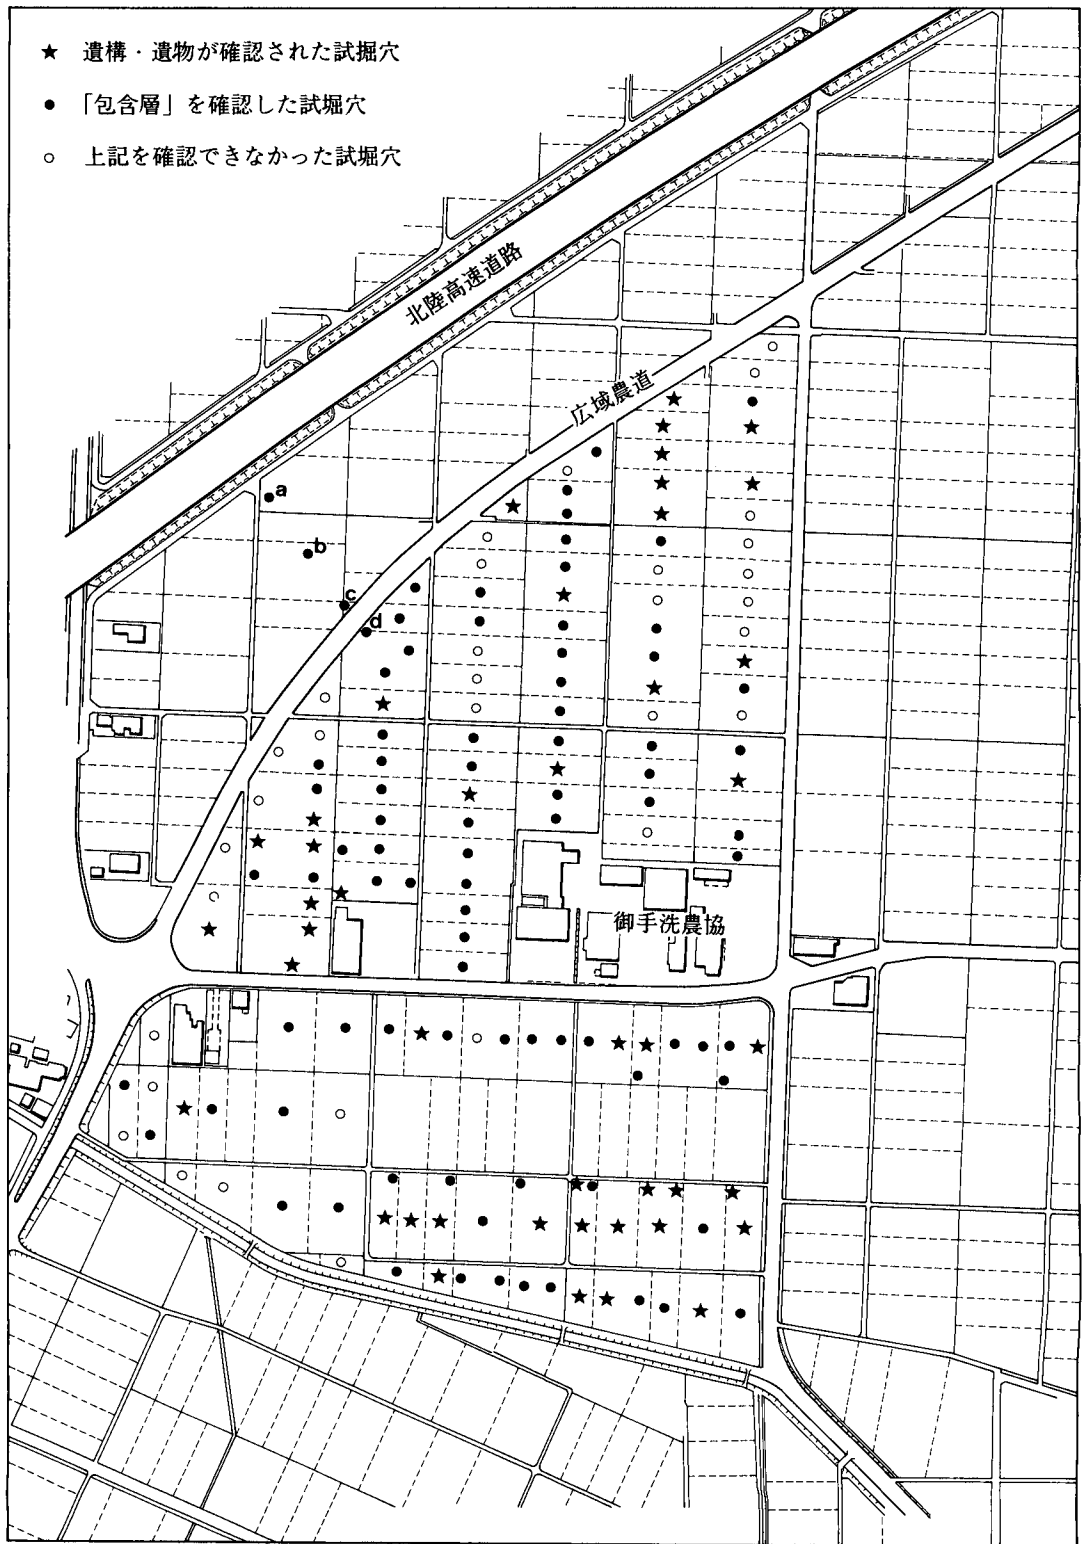 ★ 遺構・遺物が確認された試掘穴
● 「包含層」を確認した試堀穴
○ 上記を確認できなかった試堀穴
北陸高速道路
広域農道
a
b
c
d
御手洗農協